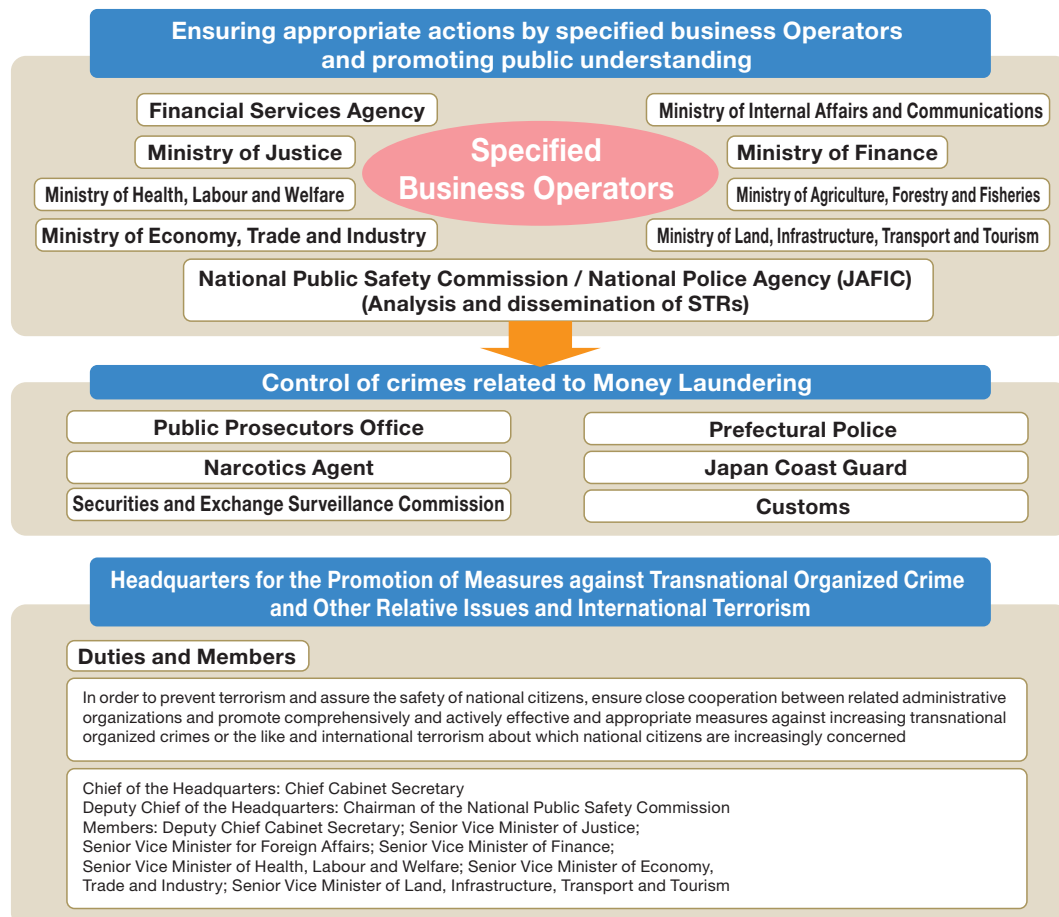 Ensuring appropriate actions by specified business Operators
and promoting public understanding
Financial Services Agency
Ministry of Internal Affairs and Communications
Ministry of Justice
Specified
Business Operators
Ministry of Finance
Ministry of Health, Labour and Welfare
Ministry of Agriculture, Forestry and Fisheries
Ministry of Economy, Trade and Industry
Ministry of Land, Infrastructure, Transport and Tourism
National Public Safety Commission / National Police Agency (JAFIC)
(Analysis and dissemination of STRs)
Control of crimes related to Money Laundering
Public Prosecutors Office
Prefectural Police
Narcotics Agent
Japan Coast Guard
Securities and Exchange Surveillance Commission
Customs
Headquarters for the Promotion of Measures against Transnational Organized Crime
and Other Relative Issues and International Terrorism
Duties and Members
In order to prevent terrorism and assure the safety of national citizens, ensure close cooperation between related administrative
organizations and promote comprehensively and actively effective and appropriate measures against increasing transnational
organized crimes or the like and international terrorism about which national citizens are increasingly concerned
Chief of the Headquarters: Chief Cabinet Secretary
Deputy Chief of the Headquarters: Chairman of the National Public Safety Commission
Members: Deputy Chief Cabinet Secretary; Senior Vice Minister of Justice;
Senior Vice Minister for Foreign Affairs; Senior Vice Minister of Finance;
Senior Vice Minister of Health, Labour and Welfare; Senior Vice Minister of Economy,
Trade and Industry; Senior Vice Minister of Land, Infrastructure, Transport and Tourism